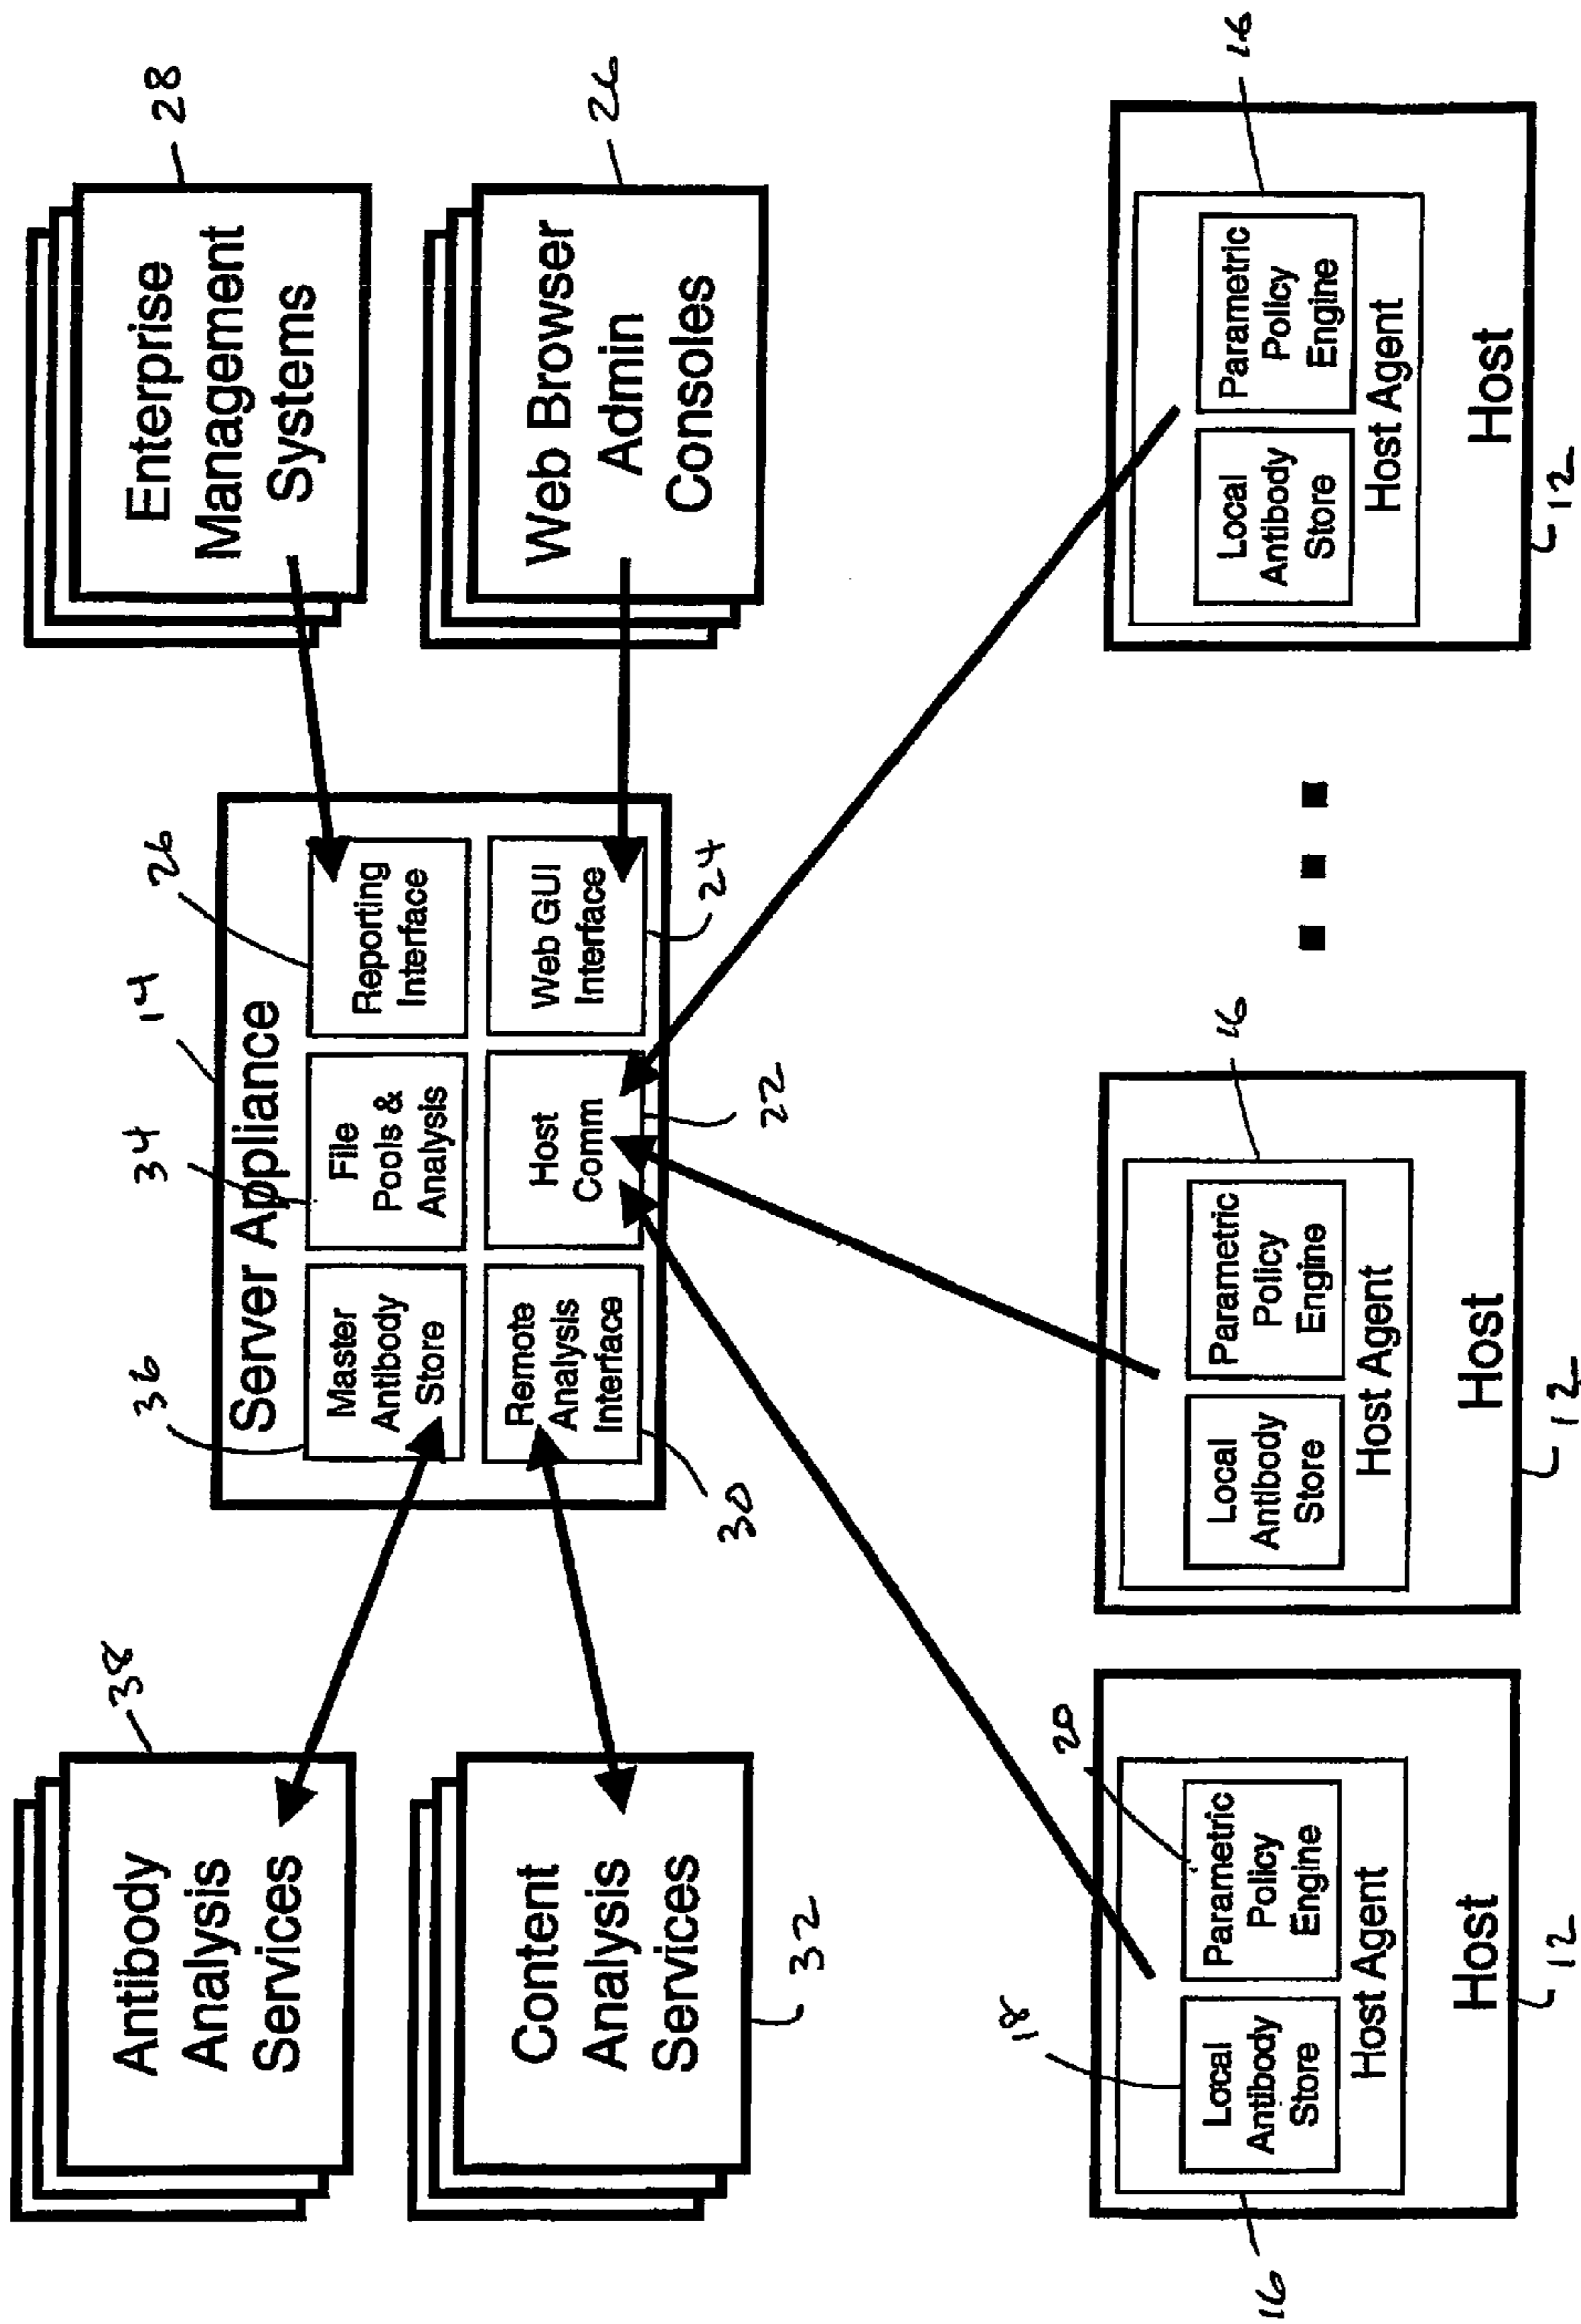 38
Antibody
Analysis
Services
Content
Analysis
Services
32
36
34
14
26
Server Appliance
Master
Antibody
Store
File
Pools &
Analysis
Reporting
Interface
Remote
Analysis
Interface
Host
Comm
Web GUI
Interface
30
22
24
28
Enterprise
Management
Systems
26
Web Browser
Admin
Consoles
16
18
20
Local
Antibody
Store
Parametric
Policy
Engine
Host Agent
Host
12
16
Local
Antibody
Store
Parametric
Policy
Engine
Host Agent
Host
12
16
Local
Antibody
Store
Parametric
Policy
Engine
Host Agent
Host
12